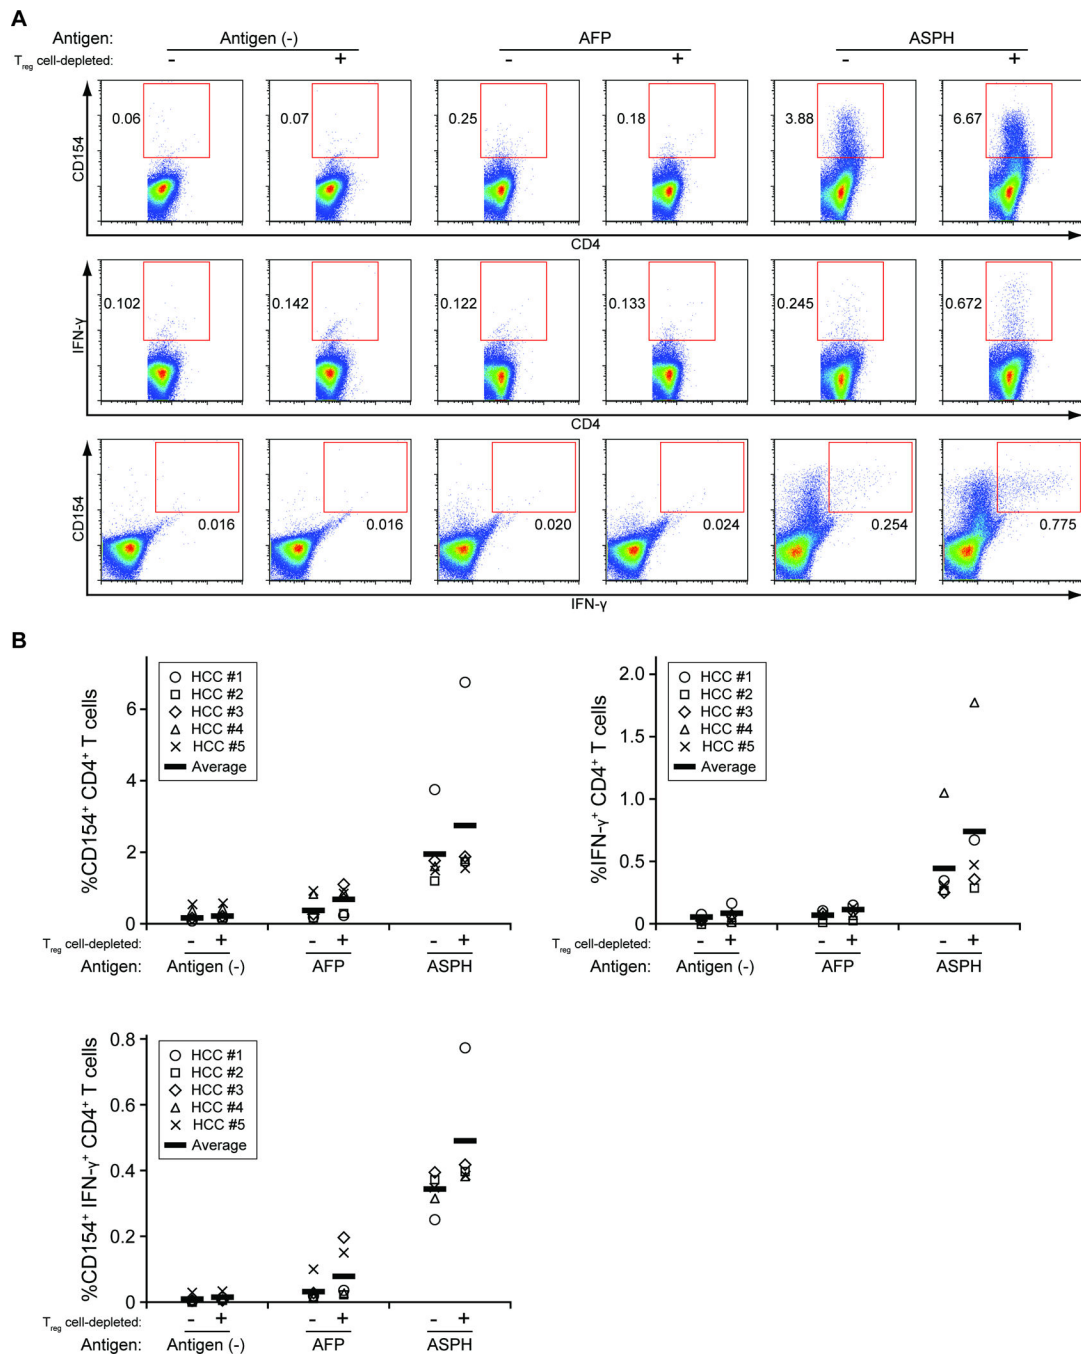 A
Antigen: Antigen (-) AFP ASPH
Treg cell-depleted: - + - + - +
CD154
0.06 0.07 0.25 0.18 3.88 6.67
CD4
IFN-γ
0.102 0.142 0.122 0.133 0.245 0.672
CD4
CD154
0.016 0.016 0.020 0.024 0.254 0.775
IFN-γ
B
%CD154+ CD4+ T cells
6
4
2
0
HCC #1
HCC #2
HCC #3
HCC #4
HCC #5
Average
Treg cell-depleted: - + - + - +
Antigen: Antigen (-) AFP ASPH
%IFN-γ+ CD4+ T cells
2.0
1.5
1.0
0.5
0
HCC #1
HCC #2
HCC #3
HCC #4
HCC #5
Average
Treg cell-depleted: - + - + - +
Antigen: Antigen (-) AFP ASPH
%CD154+ IFN-γ+ CD4+ T cells
0.8
0.6
0.4
0.2
0
HCC #1
HCC #2
HCC #3
HCC #4
HCC #5
Average
Treg cell-depleted: - + - + - +
Antigen: Antigen (-) AFP ASPH